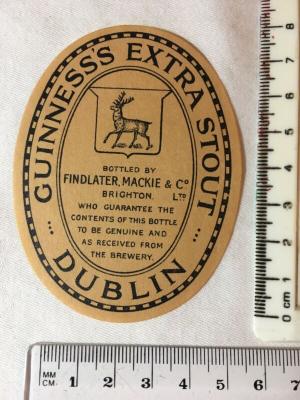 GUINNESS'S EXTRA STOUT
BOTTLED BY
FINDLATER, MACKIE & Co
BRIGHTON. LTD
WHO GUARANTEE THE
CONTENTS OF THIS BOTTLE
TO BE GENUINE AND
AS RECEIVED FROM
THE BREWERY.
... DUBLIN ...
0 cm 1 2 3 4 5 6 7 8
MM
CM. 1 2 3 4 5 6 7